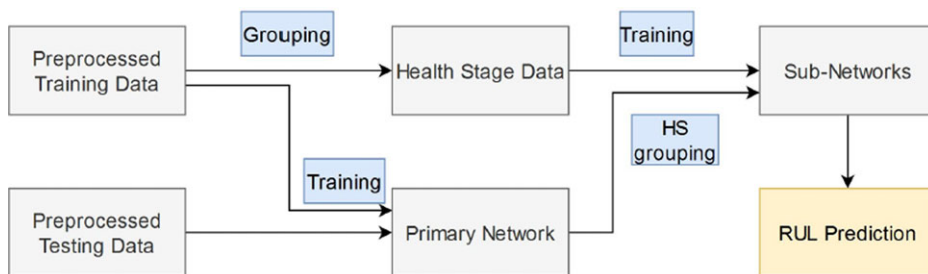 Grouping
Training
Preprocessed
Training Data
Health Stage Data
Sub-Networks
HS
grouping
Training
Preprocessed
Testing Data
Primary Network
RUL Prediction